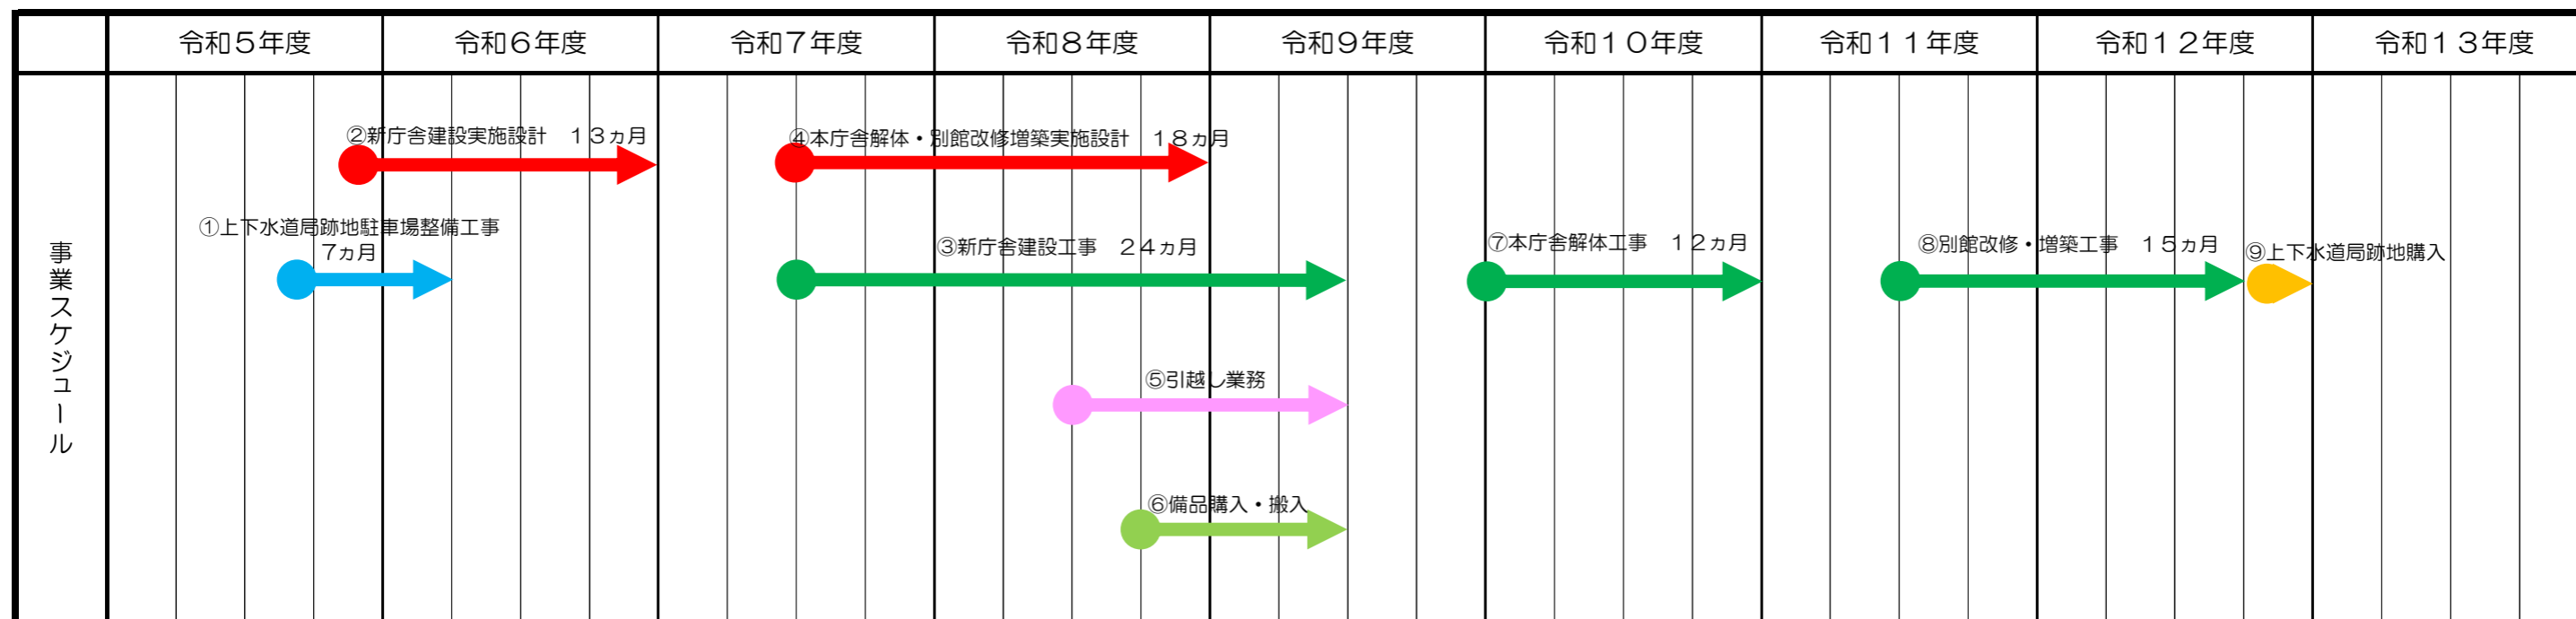 令和５年度
令和６年度
令和７年度
令和８年度
令和９年度
令和１０年度
令和１１年度
令和１２年度
令和１３年度
事業スケジュール
②新庁舎建設実施設計　１３ヵ月
④本庁舎解体・別館改修増築実施設計　１８ヵ月
①上下水道局跡地駐車場整備工事
７ヵ月
③新庁舎建設工事　２４ヵ月
⑦本庁舎解体工事　１２ヵ月
⑧別館改修・増築工事　１５ヵ月
⑨上下水道局跡地購入
⑤引越し業務
⑥備品購入・搬入